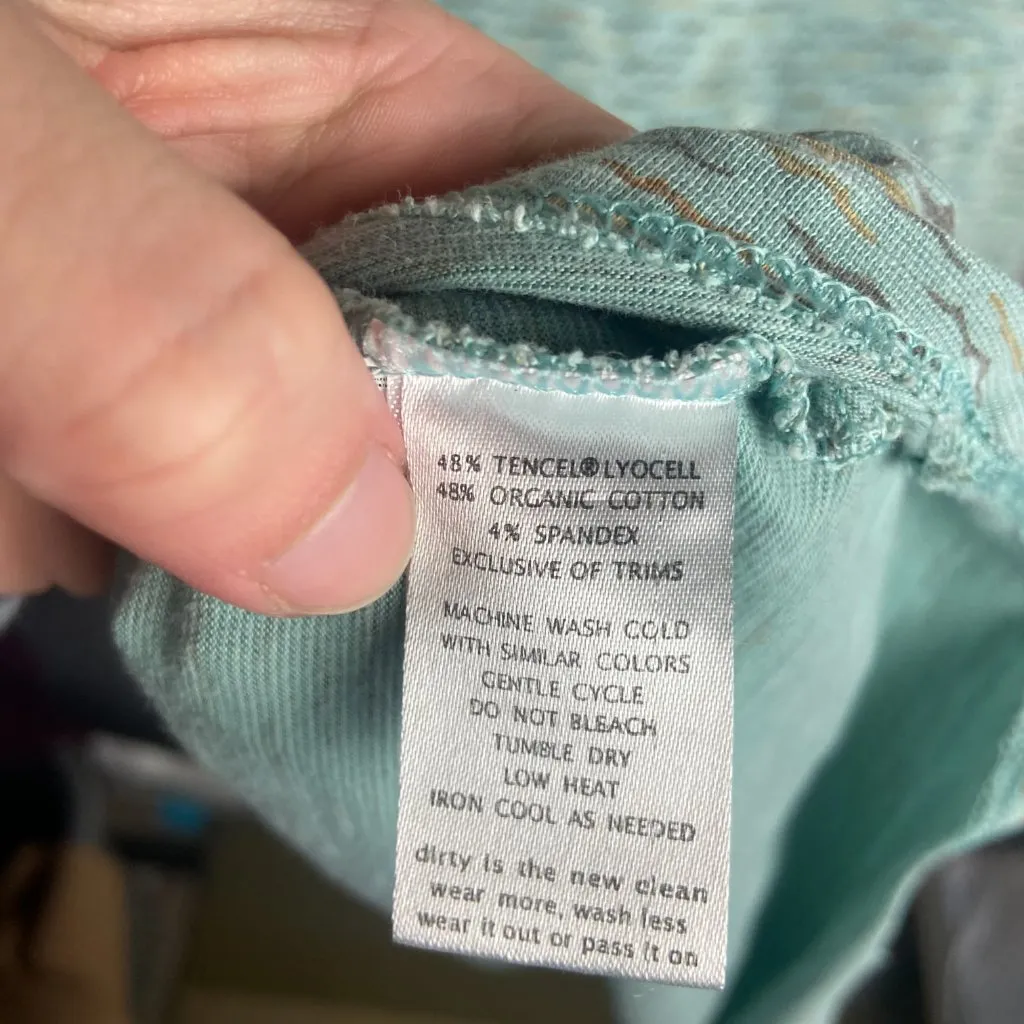 48% TENCEL®LYOCELL
48% ORGANIC COTTON
4% SPANDEX
EXCLUSIVE OF TRIMS
MACHINE WASH COLD
WITH SIMILAR COLORS
GENTLE CYCLE
DO NOT BLEACH
TUMBLE DRY
LOW HEAT
IRON COOL AS NEEDED
dirty is the new clean
wear more, wash less
wear it out or pass it on